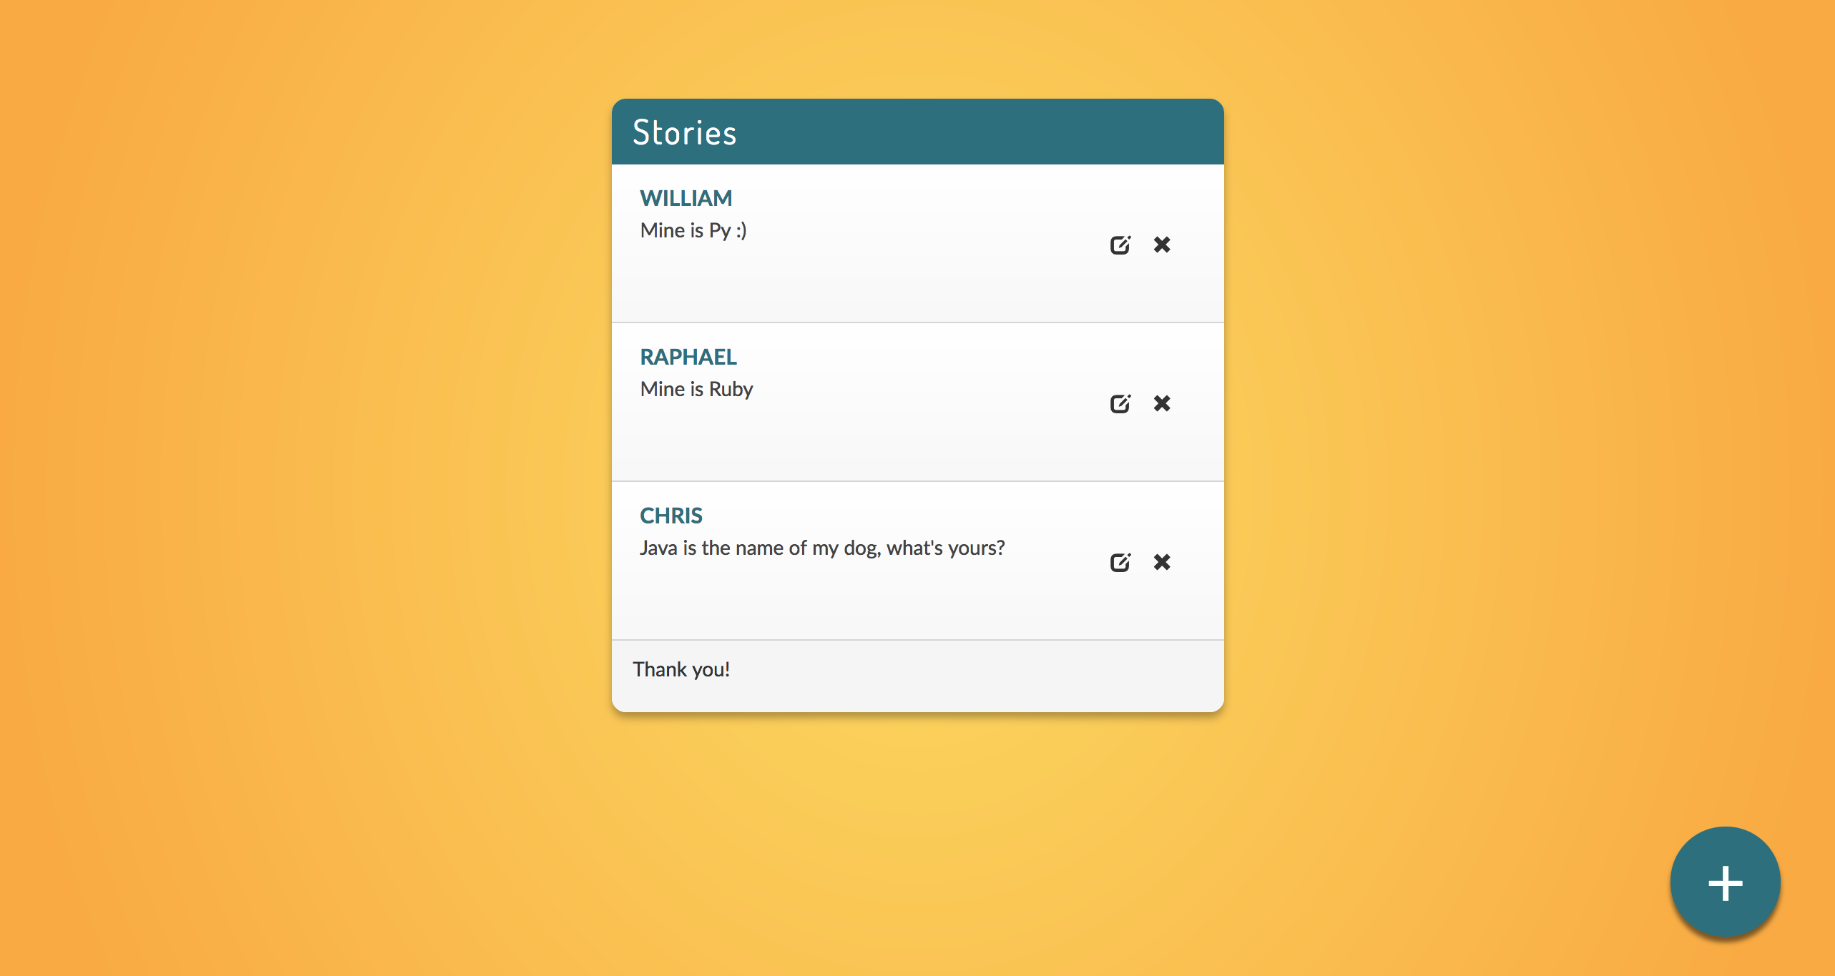 Stories
WILLIAM
Mine is Py :)
RAPHAEL
Mine is Ruby
CHRIS
Java is the name of my dog, what's yours?
Thank you!